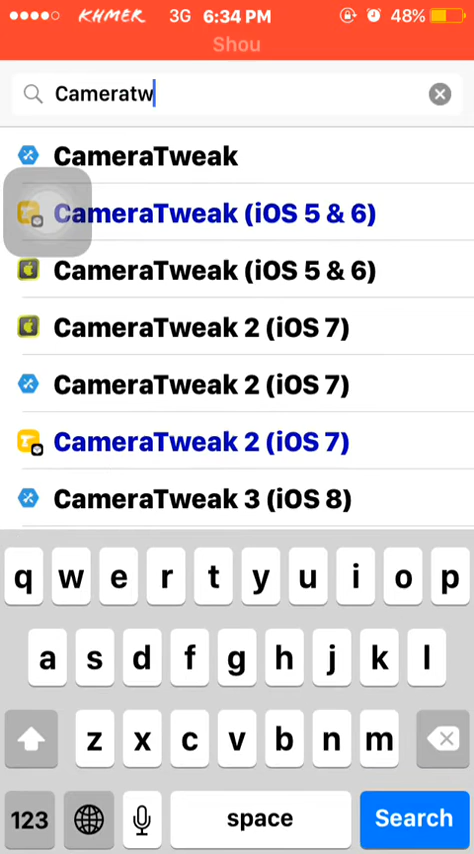 KHMER 3G 6:34 PM 48%
Shou
Cameratw
CameraTweak
CameraTweak (iOS 5 & 6)
CameraTweak (iOS 5 & 6)
CameraTweak 2 (iOS 7)
CameraTweak 2 (iOS 7)
CameraTweak 2 (iOS 7)
CameraTweak 3 (iOS 8)
q w e r t y u i o p
a s d f g h j k l
z x c v b n m
123 space Search